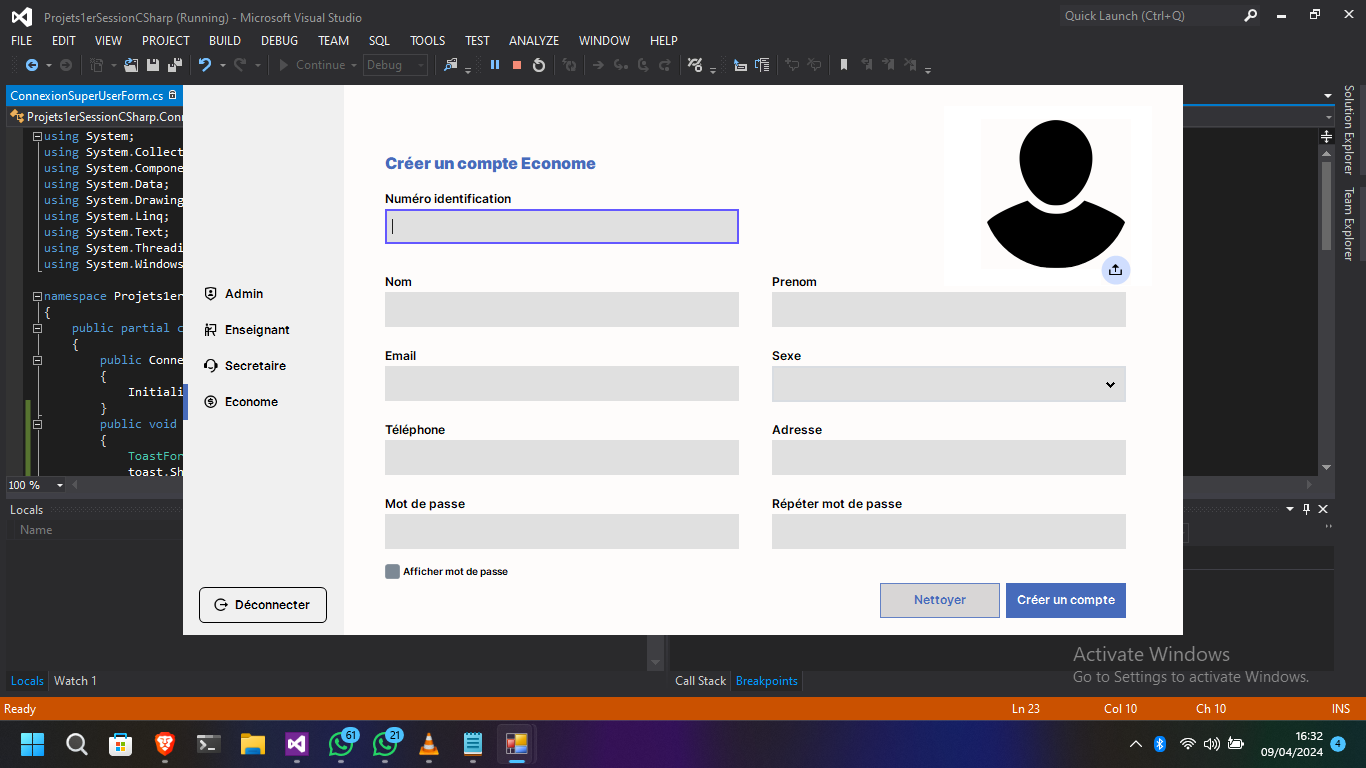 Projets1erSessionCSharp (Running) - Microsoft Visual Studio
Quick Launch (Ctrl+Q)
FILE EDIT VIEW PROJECT BUILD DEBUG TEAM SQL TOOLS TEST ANALYZE WINDOW HELP
Continue Debug
ConnexionSuperUserForm.cs
Projets1erSessionCSharp.Conn
using System;
using System.Collect
using System.Compone
using System.Data;
using System.Drawing
using System.Linq;
using System.Text;
using System.Threadi
using System.Windows
namespace Projets1er
{
public partial c
{
public Conne
{
Initiali
}
public void
{
ToastFor
toast.Sh
100 %
Locals
Name
Admin
Enseignant
Secretaire
Econome
Déconnecter
Créer un compte Econome
Numéro identification
Nom
Prenom
Email
Sexe
Téléphone
Adresse
Mot de passe
Répéter mot de passe
Afficher mot de passe
Nettoyer
Créer un compte
Solution Explorer
Team Explorer
Activate Windows
Go to Settings to activate Windows.
Locals Watch 1
Call Stack Breakpoints
Ready
Ln 23 Col 10 Ch 10 INS
61
21
16:32
09/04/2024
4